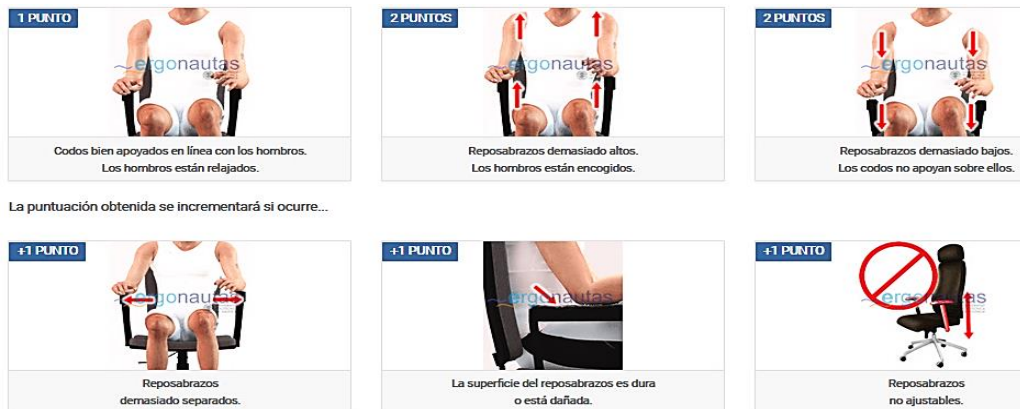 1 PUNTO
ergonautas
Codos bien apoyados en línea con los hombros.
Los hombros están relajados.
2 PUNTOS
ergonautas
Reposabrazos demasiado altos.
Los hombros están encogidos.
2 PUNTOS
ergonautas
Reposabrazos demasiado bajos.
Los codos no apoyan sobre ellos.
La puntuación obtenida se incrementará si ocurre...
+1 PUNTO
ergonautas
Reposabrazos
demasiado separados.
+1 PUNTO
ergonautas
La superficie del reposabrazos es dura
o está dañada.
+1 PUNTO
ergonautas
Reposabrazos
no ajustables.